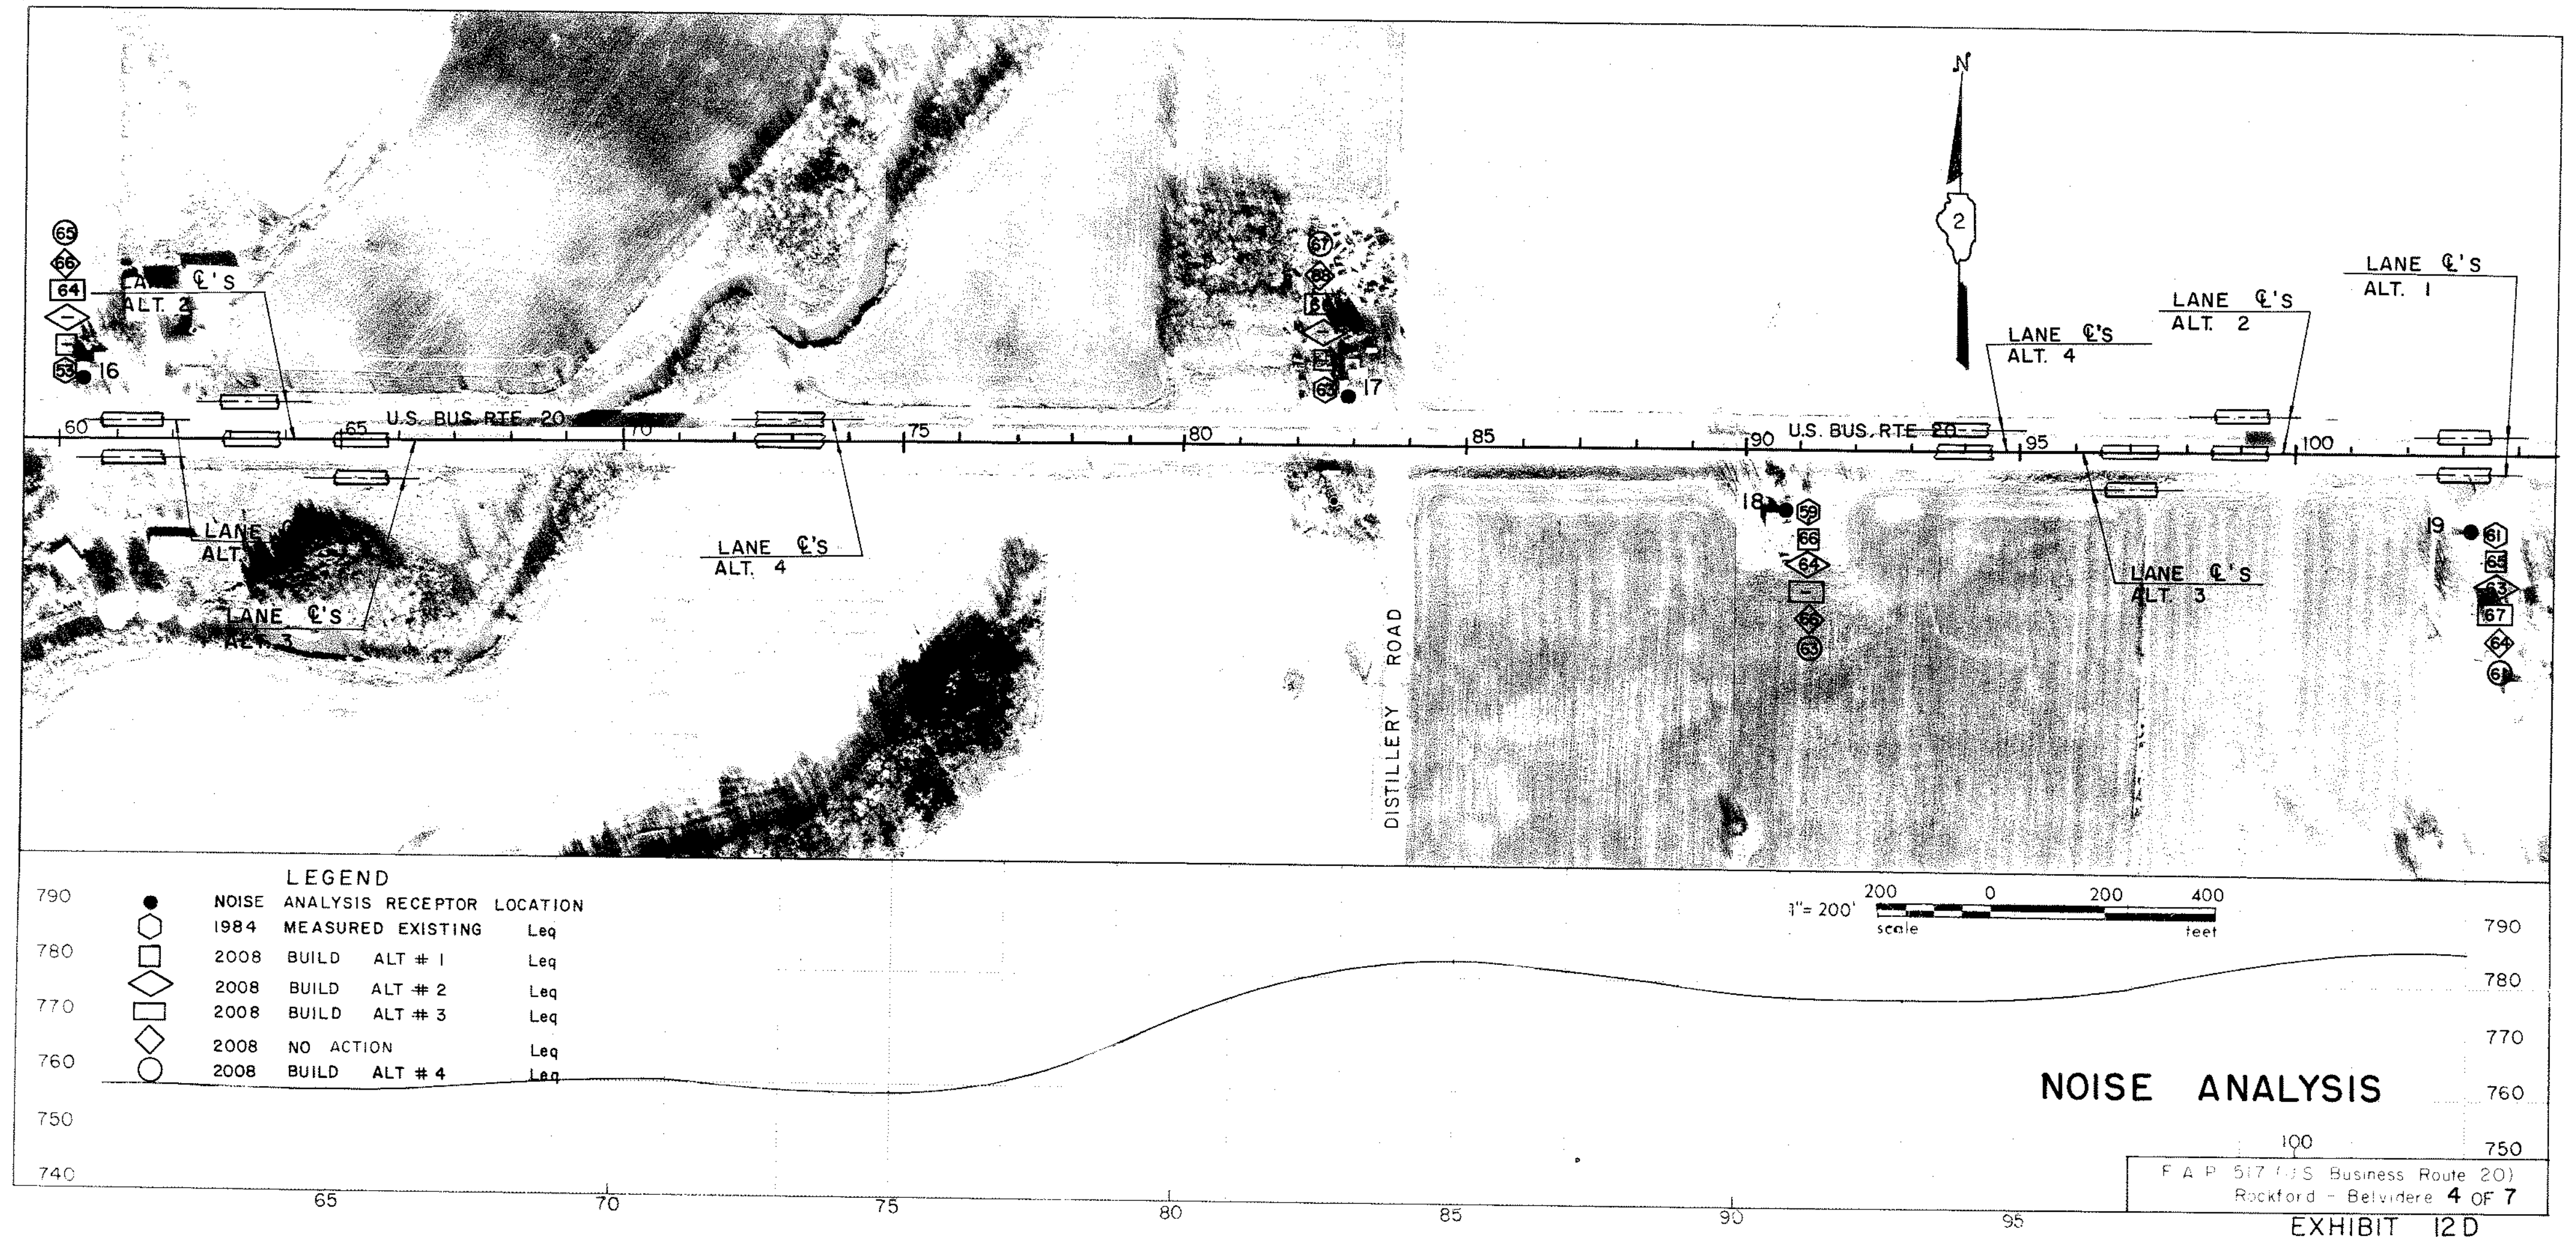 N
2
LANE ℄'S
ALT. 1
LANE ℄'S
ALT. 2
LANE ℄'S
ALT. 4
65
66
64
-
-
53
16
℄'S
ALT. 2
67
-
63
17
U.S. BUS. RTE. 20
U.S. BUS. RTE 20
60
65
70
75
80
85
90
95
100
LANE
ALT.
LANE ℄'S
ALT. 3
LANE ℄'S
ALT. 4
18
59
66
64
-
66
63
19
61
65
63
67
64
61
LANE ℄'S
ALT. 3
DISTILLERY ROAD
LEGEND
NOISE ANALYSIS RECEPTOR LOCATION
1984 MEASURED EXISTING Leq
2008 BUILD ALT # 1 Leq
2008 BUILD ALT # 2 Leq
2008 BUILD ALT # 3 Leq
2008 NO ACTION Leq
2008 BUILD ALT # 4 Leq
790
780
770
760
750
740
200 0 200 400
1"= 200'
scale feet
790
780
770
760
750
NOISE ANALYSIS
100
F A P 517 (U S Business Route 20)
Rockford - Belvidere 4 OF 7
65 70 75 80 85 90 95
EXHIBIT 12D